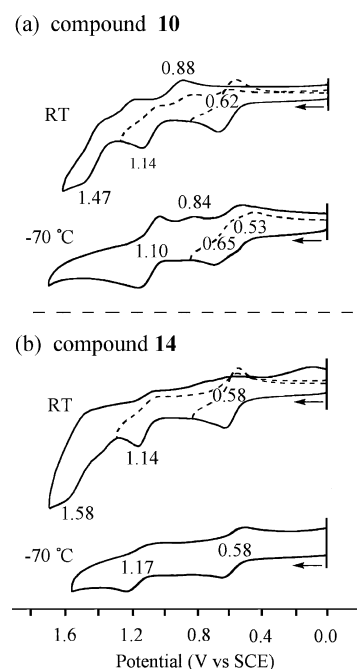 (a) compound 10
0.88
RT
0.62
1.14
1.47
0.84
-70 °C
1.10
0.53
0.65
(b) compound 14
RT
0.58
1.14
1.58
-70 °C
1.17
0.58
1.6 1.2 0.8 0.4 0.0
Potential (V vs SCE)